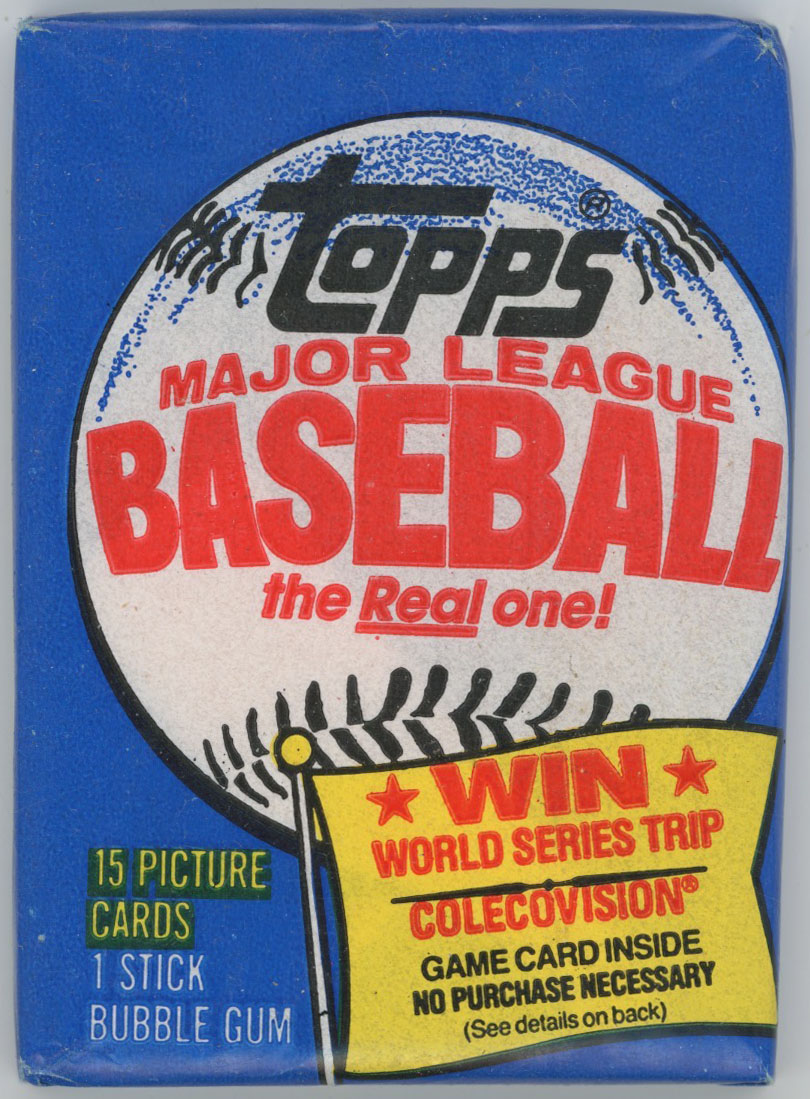 Topps®
MAJOR LEAGUE
BASEBALL
the Real one!
★ WIN ★
WORLD SERIES TRIP
COLECOVISION®
GAME CARD INSIDE
NO PURCHASE NECESSARY
(See details on back)
15 PICTURE
CARDS
1 STICK
BUBBLE GUM